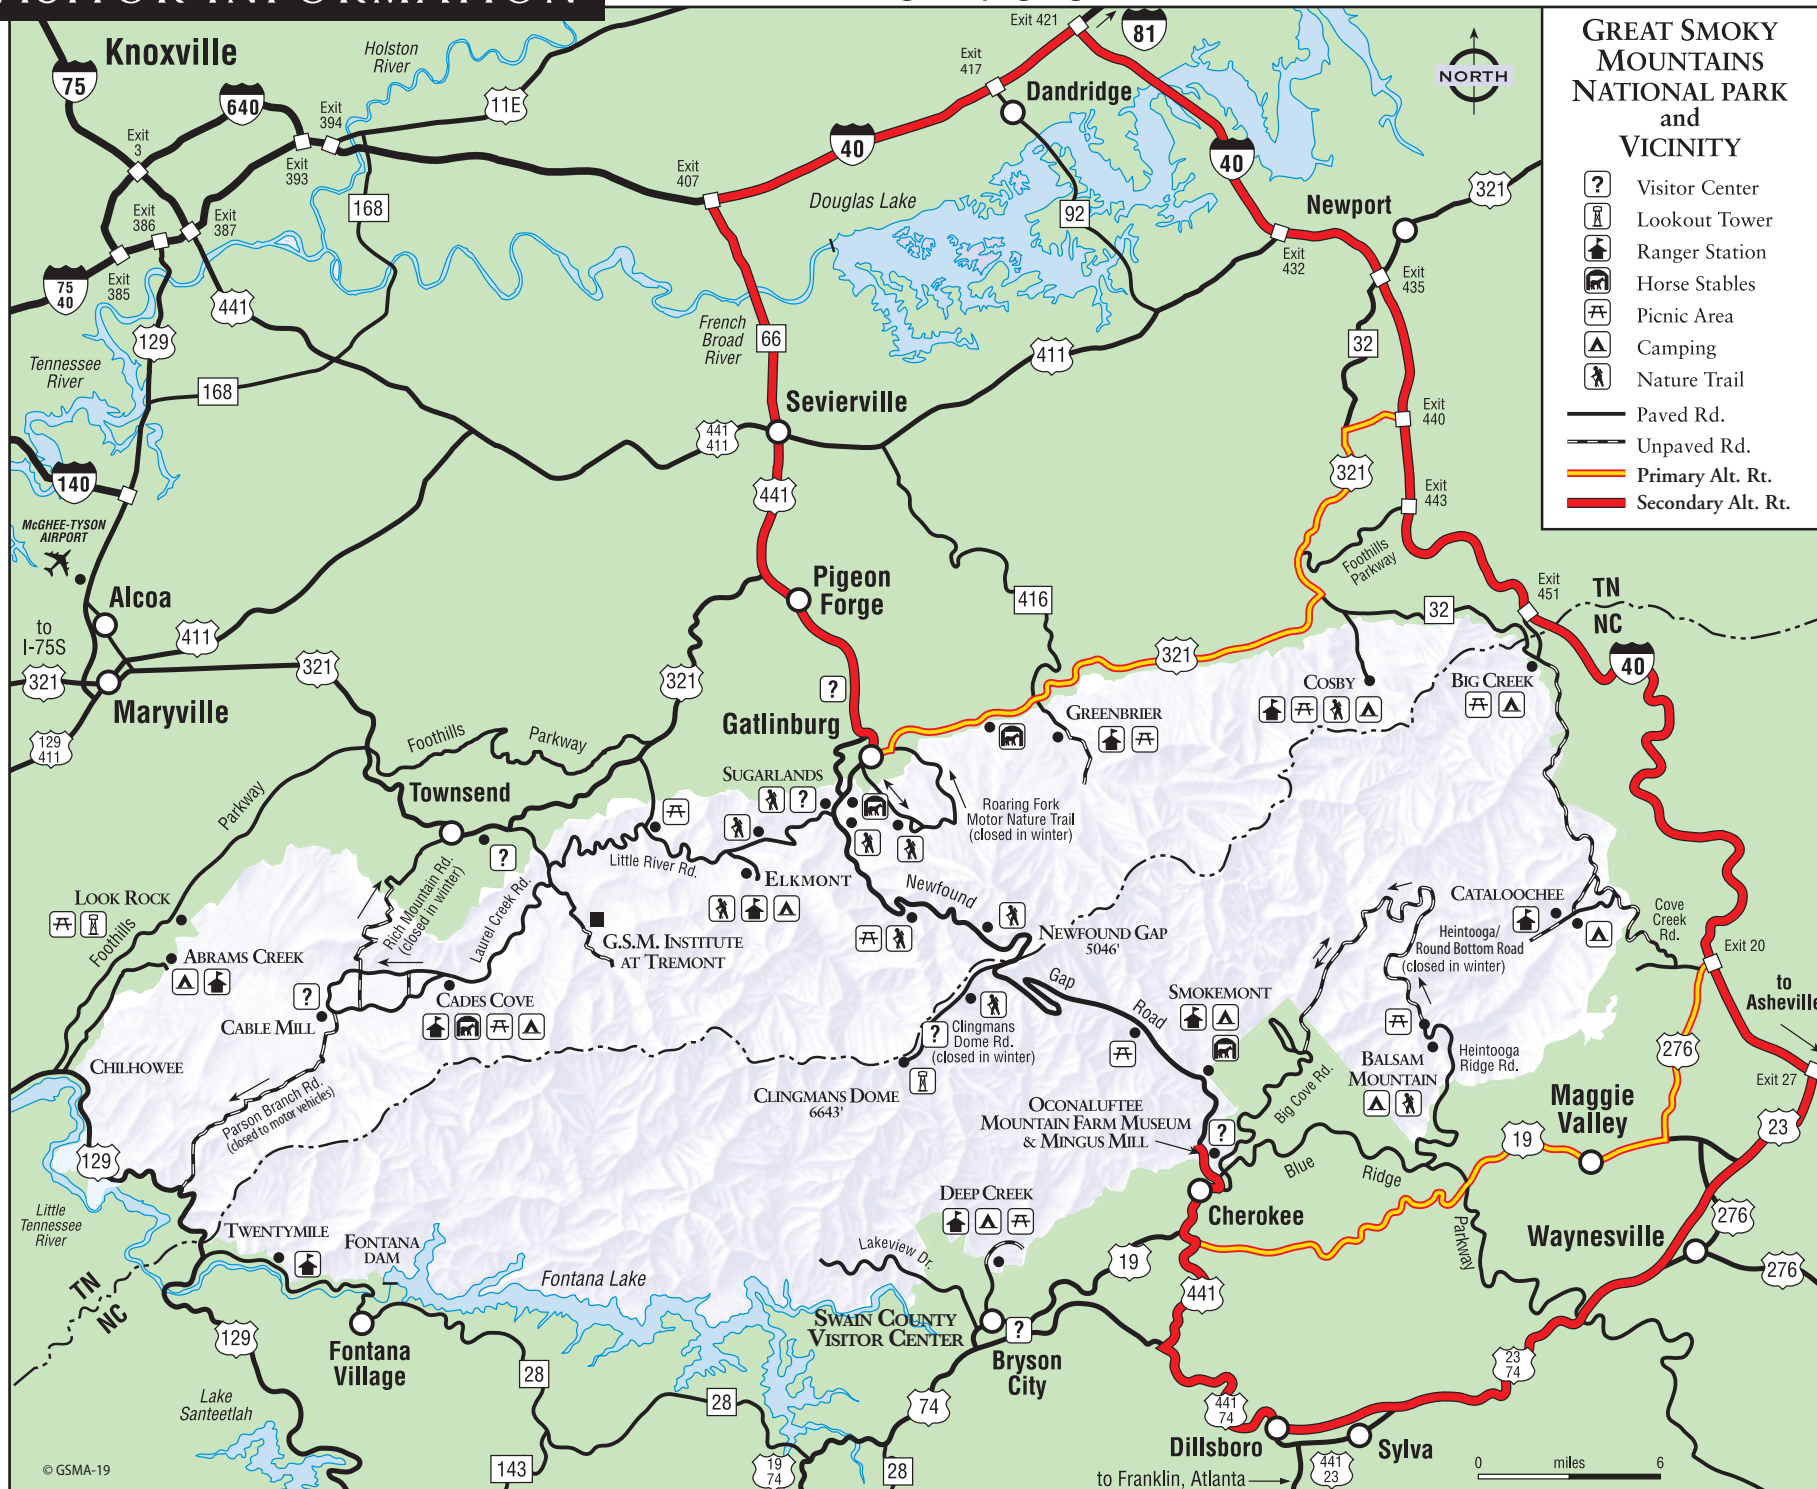 VISITOR INFORMATION
GREAT SMOKY
MOUNTAINS
NATIONAL PARK
and
VICINITY
Visitor Center
Lookout Tower
Ranger Station
Horse Stables
Picnic Area
Camping
Nature Trail
Paved Rd.
Unpaved Rd.
Primary Alt. Rt.
Secondary Alt. Rt.
NORTH
Knoxville
Holston
River
Exit 421
81
Exit
417
Dandridge
75
640
Exit
394
11E
Exit
3
Exit
393
40
Exit
407
40
Douglas Lake
Newport
321
168
92
Exit
386
Exit
387
Exit
385
75
40
441
Exit
432
Exit
435
129
French
Broad
River
66
411
32
Tennessee
River
168
Sevierville
441
411
Exit
440
321
140
441
Exit
443
McGHEE-TYSON
AIRPORT
Foothills
Parkway
Alcoa
Pigeon
Forge
416
32
Exit
451
TN
NC
to
I-75S
411
321
321
321
321
40
Maryville
129
411
Gatlinburg
GREENBRIER
COSBY
BIG CREEK
Foothills
Parkway
Parkway
Townsend
SUGARLANDS
Roaring Fork
Motor Nature Trail
(closed in winter)
Little River Rd.
ELKMONT
Newfound
LOOK ROCK
Foothills
Rich Mountain Rd.
(closed in winter)
Laurel Creek Rd.
G.S.M. INSTITUTE
AT TREMONT
NEWFOUND GAP
5046'
CATALOOCHEE
Heintooga/
Round Bottom Road
(closed in winter)
Cove
Creek
Rd.
Exit 20
ABRAMS CREEK
CADES COVE
CABLE MILL
Gap
Road
SMOKEMONT
to
Asheville
Clingmans
Dome Rd.
(closed in winter)
CHILHOWEE
Parson Branch Rd.
(closed to motor vehicles)
CLINGMANS DOME
6643'
OCONALUFTEE
MOUNTAIN FARM MUSEUM
& MINGUS MILL
Big Cove Rd.
BALSAM
MOUNTAIN
Heintooga
Ridge Rd.
276
Exit 27
Maggie
Valley
23
129
19
Blue
Ridge
Parkway
Little
Tennessee
River
DEEP CREEK
Cherokee
Waynesville
276
276
TWENTYMILE
FONTANA
DAM
Lakeview Dr.
19
TN
NC
Fontana Lake
441
SWAIN COUNTY
VISITOR CENTER
129
Fontana
Village
Bryson
City
28
23
74
Lake
Santeetlah
28
74
441
74
Dillsboro
Sylva
143
19
74
28
441
23
to Franklin, Atlanta
0 miles 6
© GSMA-19